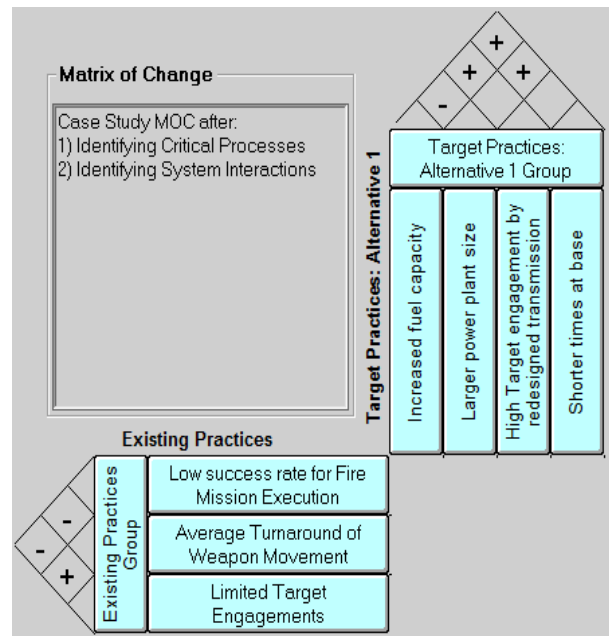 Matrix of Change
Case Study MOC after:
1) Identifying Critical Processes
2) Identifying System Interactions
+
+ +
-
Target Practices: Alternative 1
Target Practices:
Alternative 1 Group
Increased fuel capacity
Larger power plant size
High Target engagement by
redesigned transmission
Shorter times at base
Existing Practices
-
-
+
Existing Practices
Group
Low success rate for Fire
Mission Execution
Average Turnaround of
Weapon Movement
Limited Target
Engagements